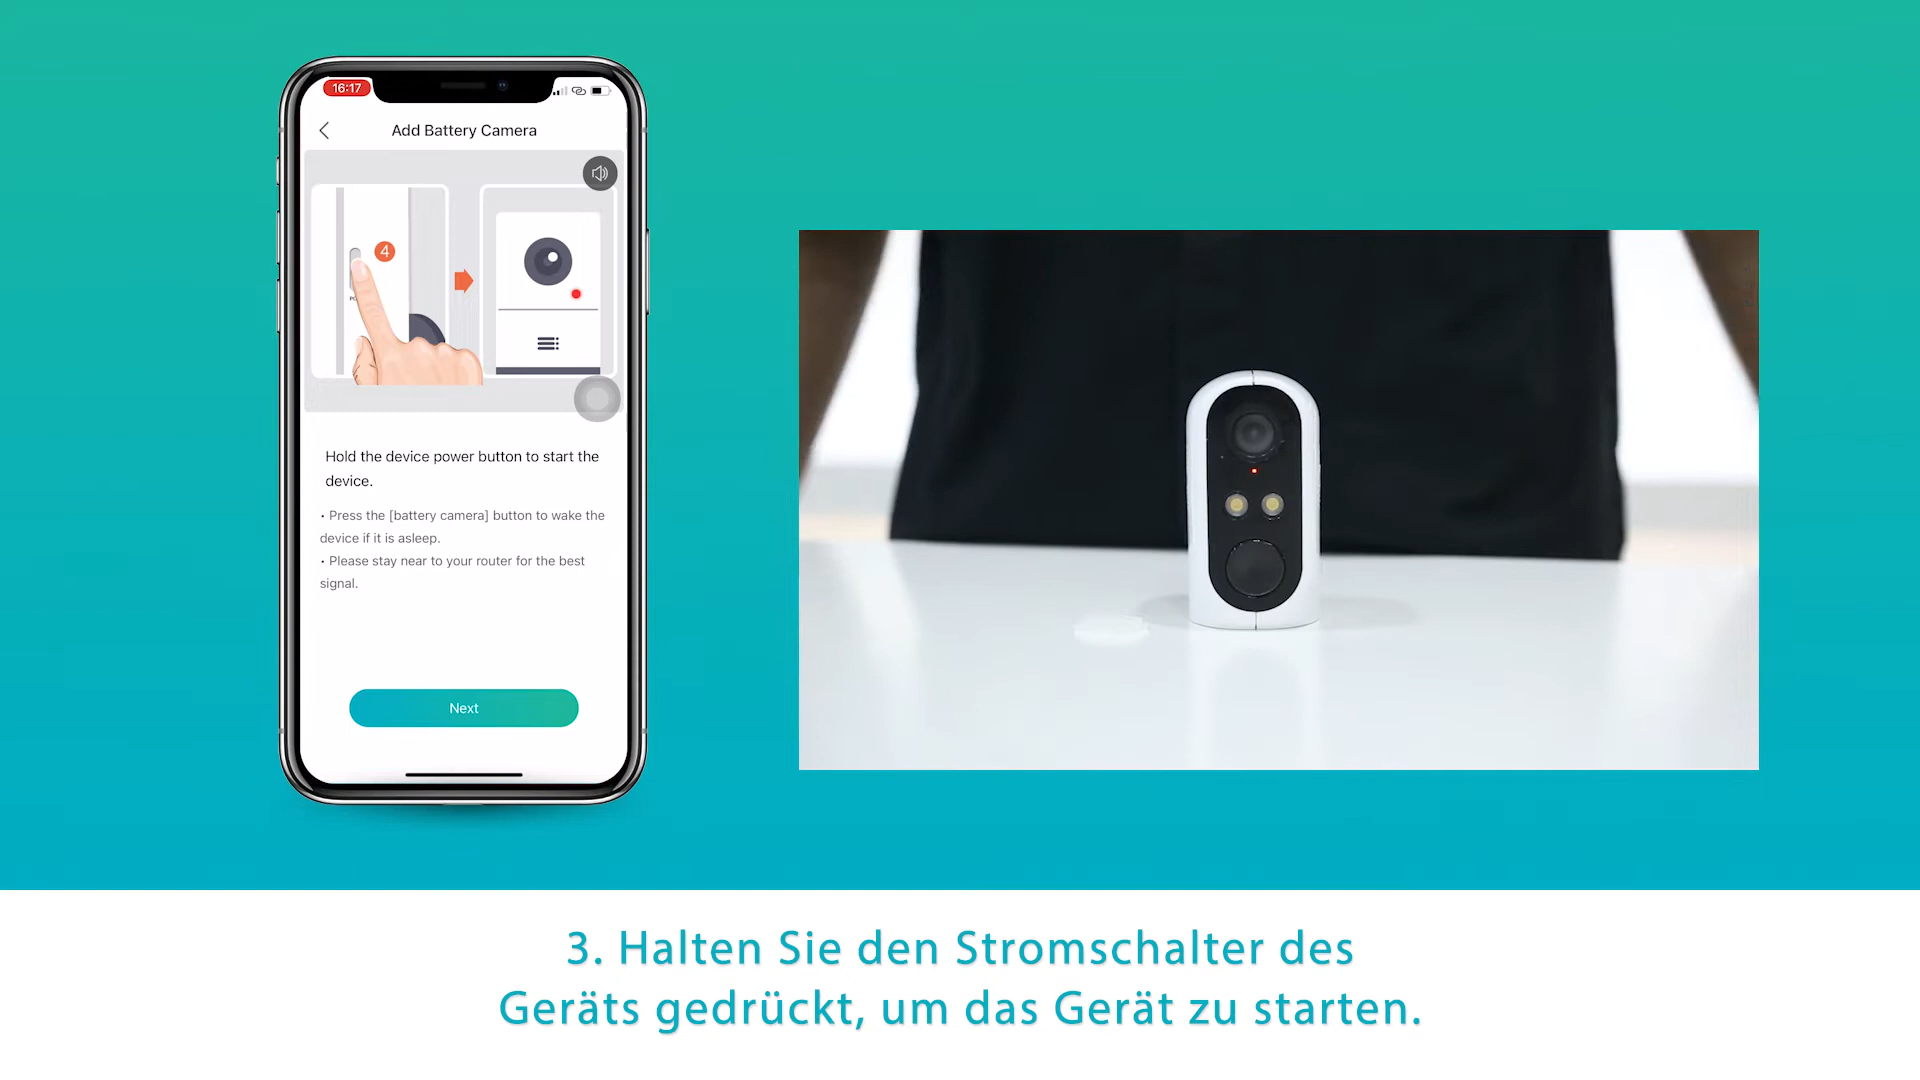 16:17
Add Battery Camera
4
Hold the device power button to start the
device.
• Press the [battery camera] button to wake the
device if it is asleep.
• Please stay near to your router for the best
signal.
Next
3. Halten Sie den Stromschalter des
Geräts gedrückt, um das Gerät zu starten.